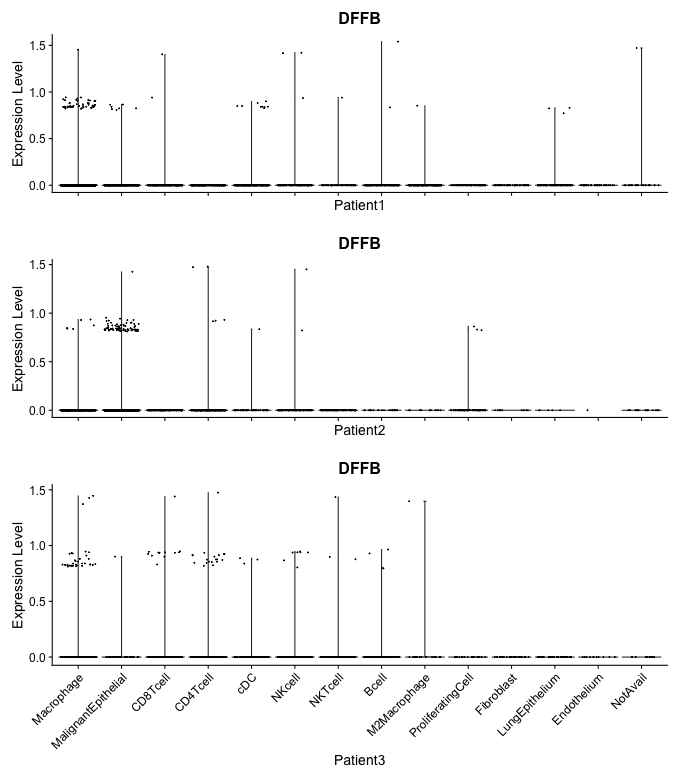 DFFB
Expression Level
1.5
1.0
0.5
0.0
Patient1
DFFB
Expression Level
1.5
1.0
0.5
0.0
Patient2
DFFB
Expression Level
1.5
1.0
0.5
0.0
Macrophage
MalignantEpithelial
CD8Tcell
CD4Tcell
cDC
NKcell
NKTcell
Bcell
M2Macrophage
ProliferatingCell
Fibroblast
LungEpithelium
Endothelium
NotAvail
Patient3